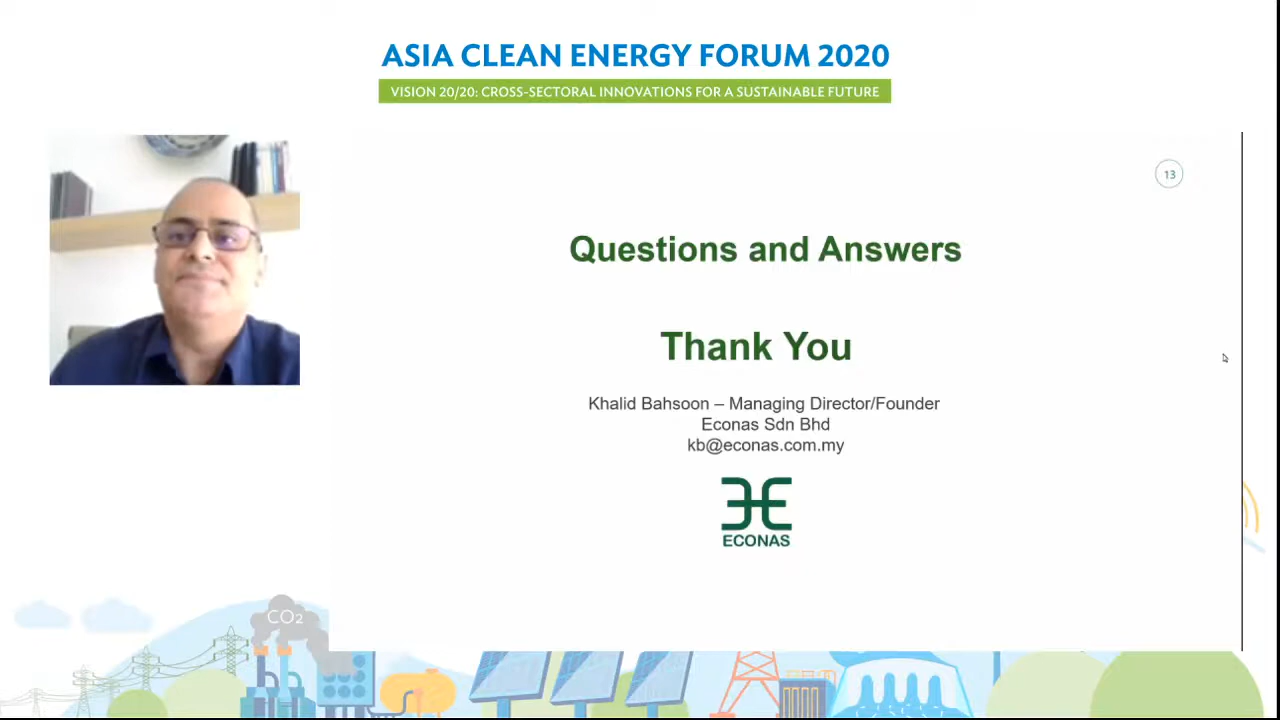 ASIA CLEAN ENERGY FORUM 2020
VISION 20/20: CROSS-SECTORAL INNOVATIONS FOR A SUSTAINABLE FUTURE
13
Questions and Answers
Thank You
Khalid Bahsoon – Managing Director/Founder
Econas Sdn Bhd
kb@econas.com.my
ECONAS
CO2